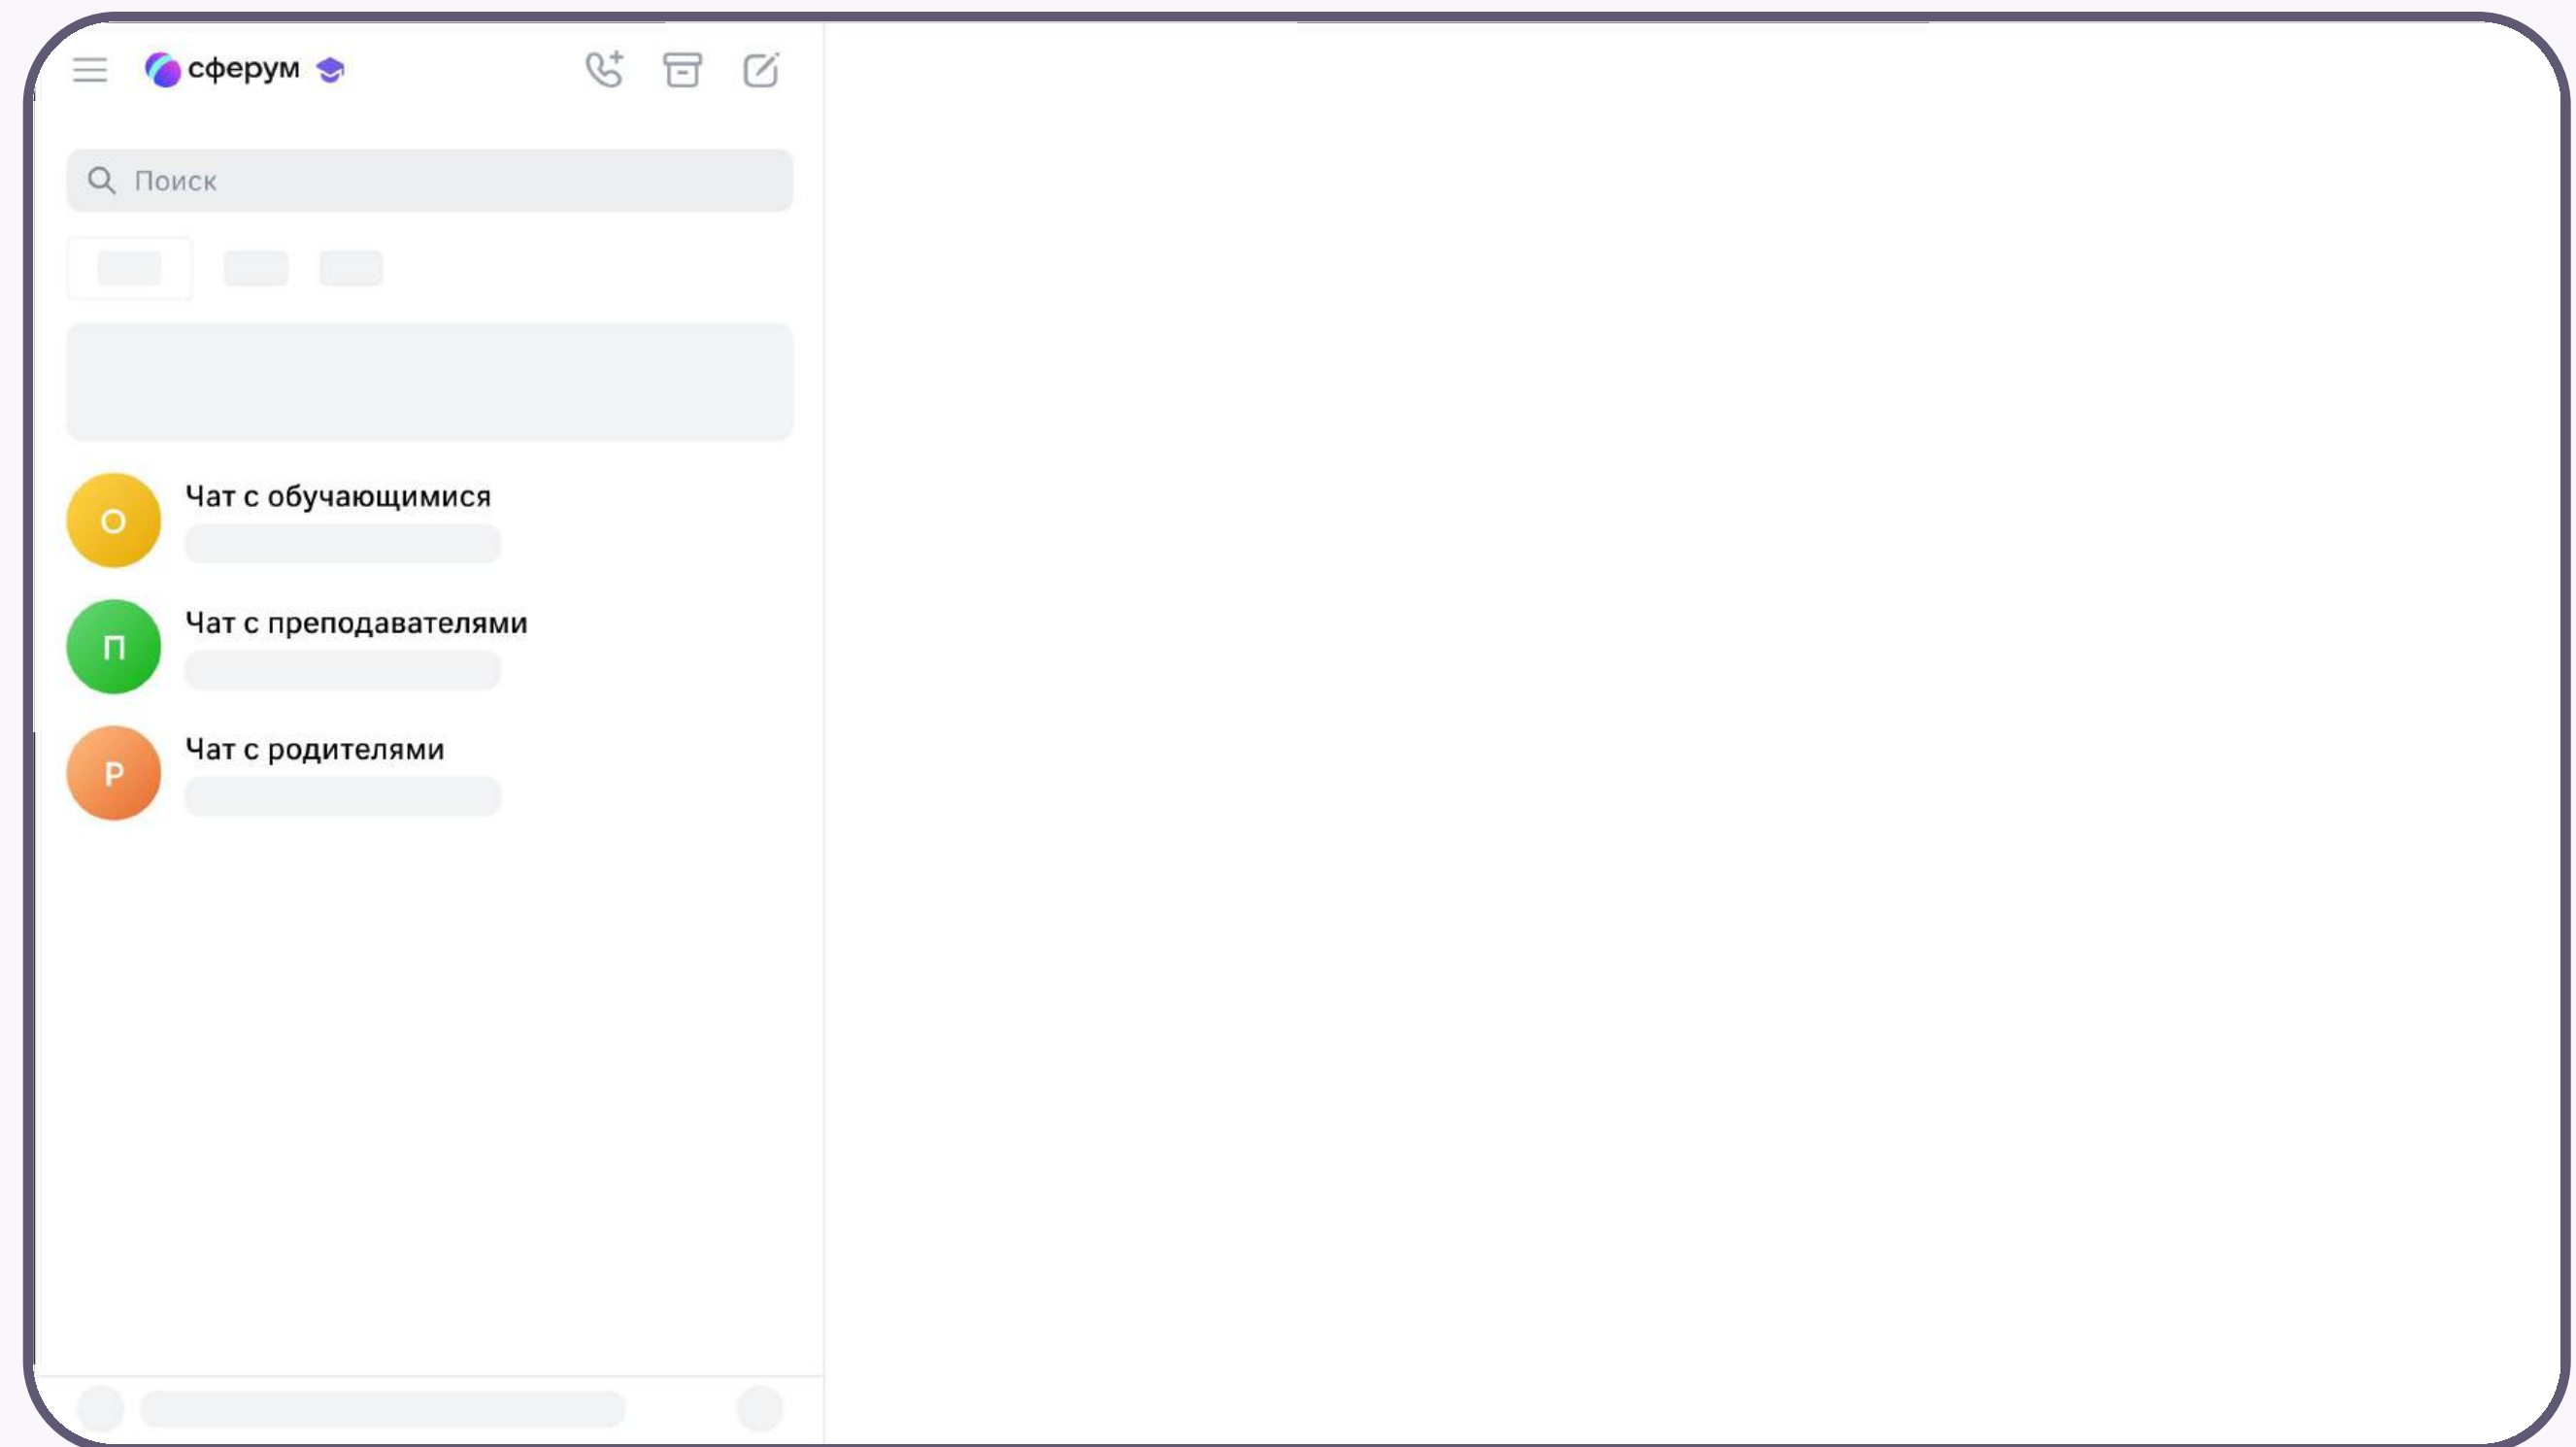 сферум
Поиск
О
Чат с обучающимися
П
Чат с преподавателями
Р
Чат с родителями